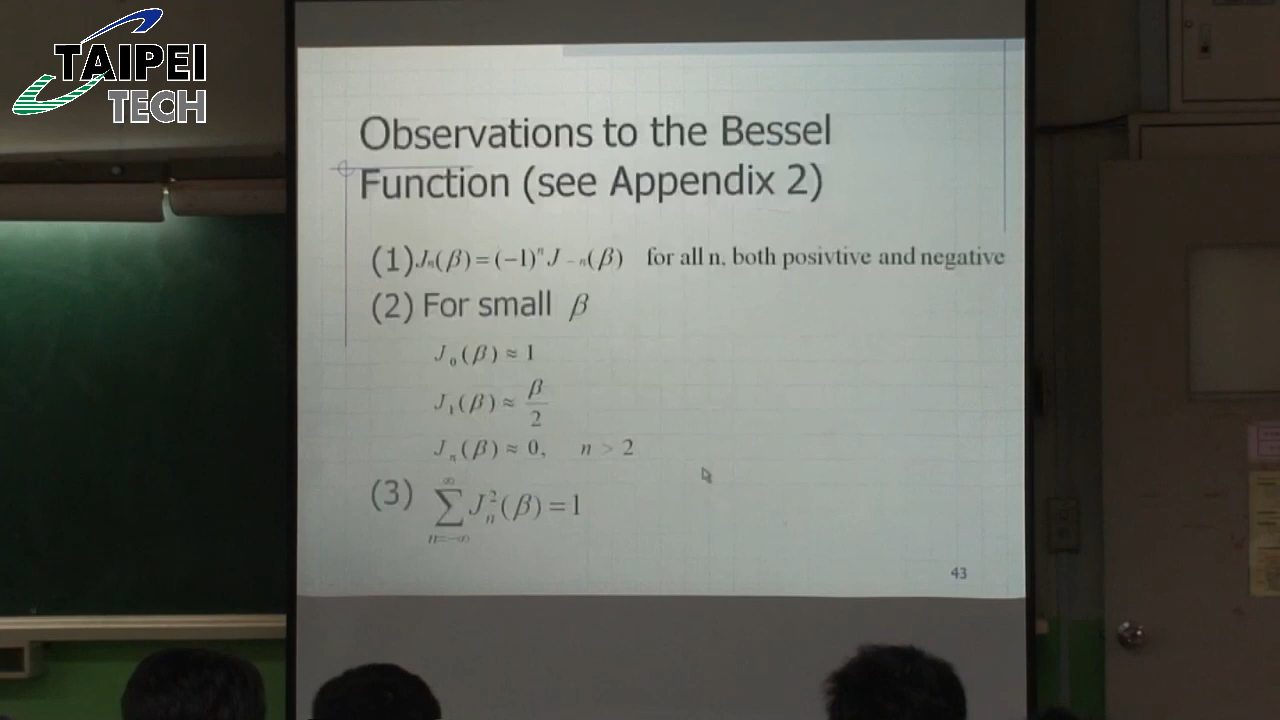 TAIPEI
TECH
Observations to the Bessel
Function (see Appendix 2)
(1) Jₙ(β) = (−1)ⁿ J₋ₙ(β) for all n, both posivtive and negative
(2) For small β
J₀(β) ≈ 1
J₁(β) ≈ β/2
Jₙ(β) ≈ 0, n > 2
(3) ∑_{n=−∞}^{∞} Jₙ²(β) = 1
43